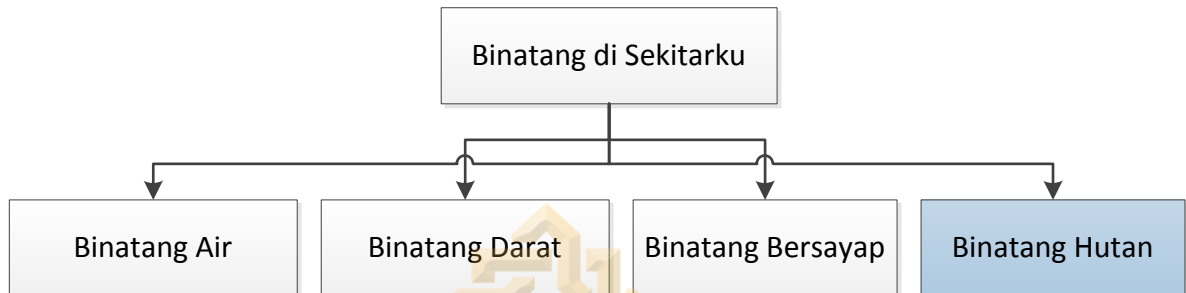 Binatang di Sekitarku
Binatang Air
Binatang Darat
Binatang Bersayap
Binatang Hutan